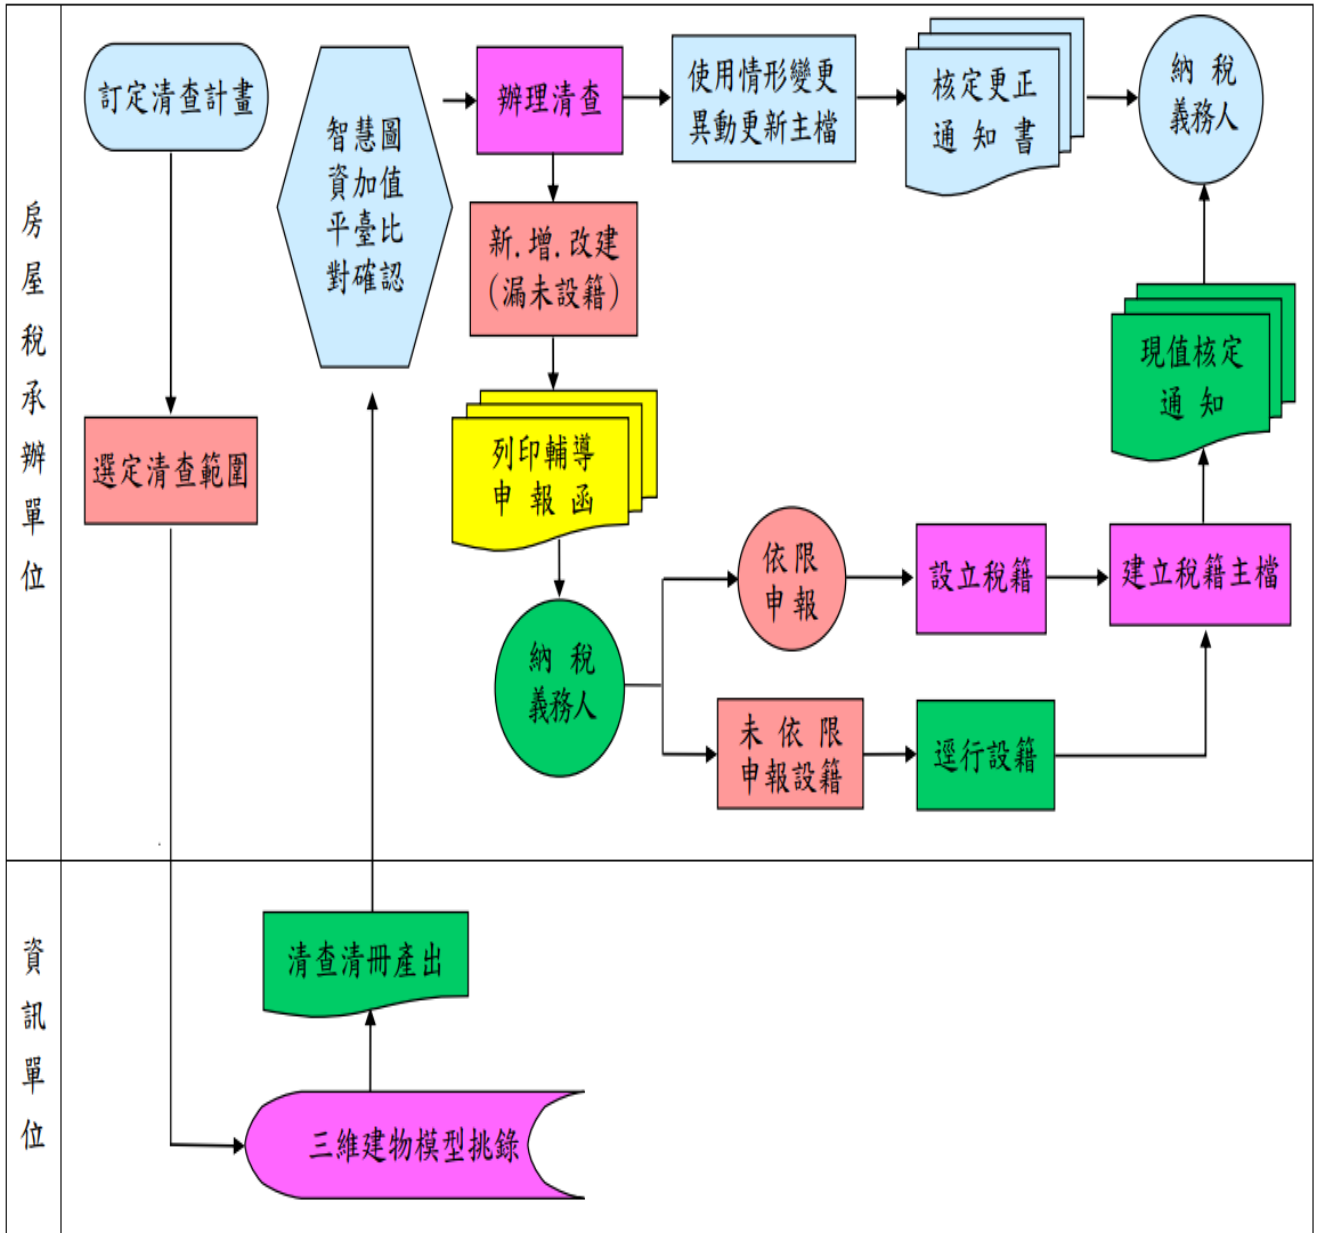 房屋稅承辦單位
訂定清查計畫
選定清查範圍
智慧圖
資加值
平臺比
對確認
辦理清查
使用情形變更
異動更新主檔
核定更正
通知書
納稅
義務人
新.增.改建
(漏未設籍)
列印輔導
申報函
納稅
義務人
依限
申報
設立稅籍
建立稅籍主檔
現值核定
通知
未依限
申報設籍
逕行設籍
資訊單位
清查清冊產出
三維建物模型挑錄